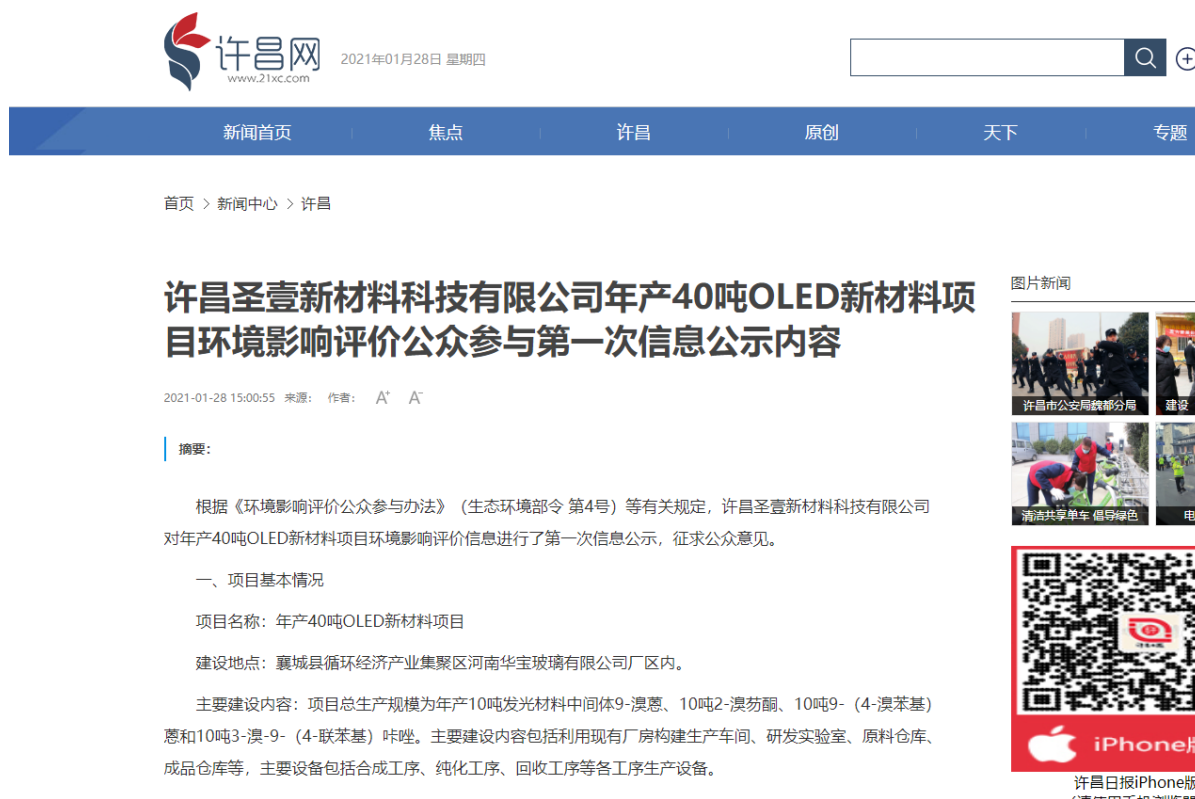 许昌网
www.21xc.com
2021年01月28日 星期四
新闻首页
焦点
许昌
原创
天下
专题
首页 > 新闻中心 > 许昌
许昌圣壹新材料科技有限公司年产40吨OLED新材料项
目环境影响评价公众参与第一次信息公示内容
2021-01-28 15:00:55 来源： 作者： A+ A-
摘要：
根据《环境影响评价公众参与办法》（生态环境部令 第4号）等有关规定，许昌圣壹新材料科技有限公司
对年产40吨OLED新材料项目环境影响评价信息进行了第一次信息公示，征求公众意见。
一、项目基本情况
项目名称：年产40吨OLED新材料项目
建设地点：襄城县循环经济产业集聚区河南华宝玻璃有限公司厂区内。
主要建设内容：项目总生产规模为年产10吨发光材料中间体9-溴蒽、10吨2-溴芴酮、10吨9-（4-溴苯基）
蒽和10吨3-溴-9-（4-联苯基）咔唑。主要建设内容包括利用现有厂房构建生产车间、研发实验室、原料仓库、
成品仓库等，主要设备包括合成工序、纯化工序、回收工序等各工序生产设备。
图片新闻
许昌市公安局魏都分局
建设
清洁共享单车 倡导绿色
电
iPhone版
许昌日报iPhone版